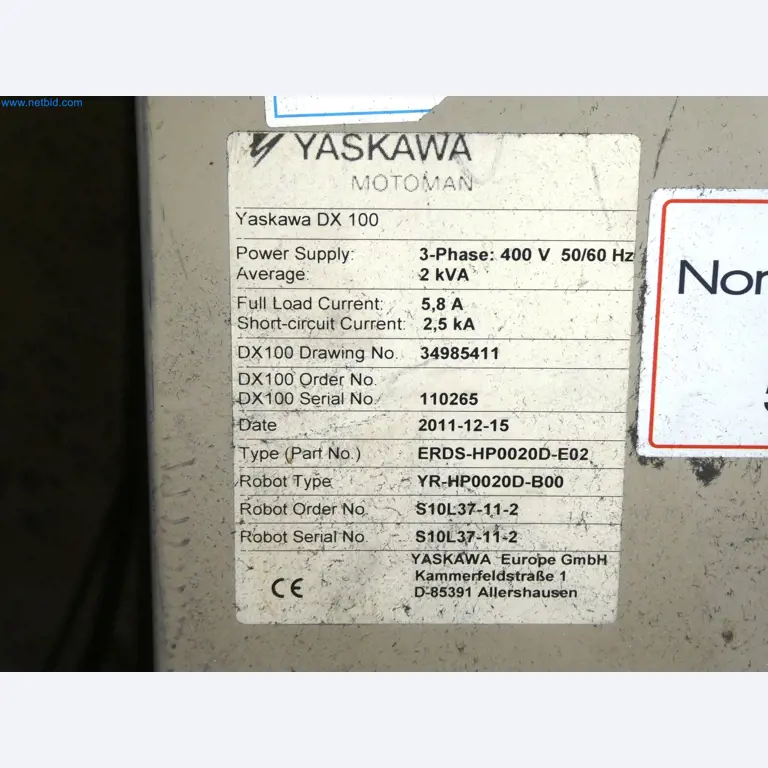 www.netbid.com
YASKAWA
MOTOMAN
Yaskawa DX 100
Power Supply: 3-Phase: 400 V 50/60 Hz
Average: 2 kVA
Full Load Current: 5,8 A
Short-circuit Current: 2,5 kA
DX100 Drawing No. 34985411
DX100 Order No.
DX100 Serial No. 110265
Date 2011-12-15
Type (Part No.) ERDS-HP0020D-E02
Robot Type YR-HP0020D-B00
Robot Order No. S10L37-11-2
Robot Serial No. S10L37-11-2
YASKAWA Europe GmbH
Kammerfeldstraße 1
D-85391 Allershausen
CE
Nor